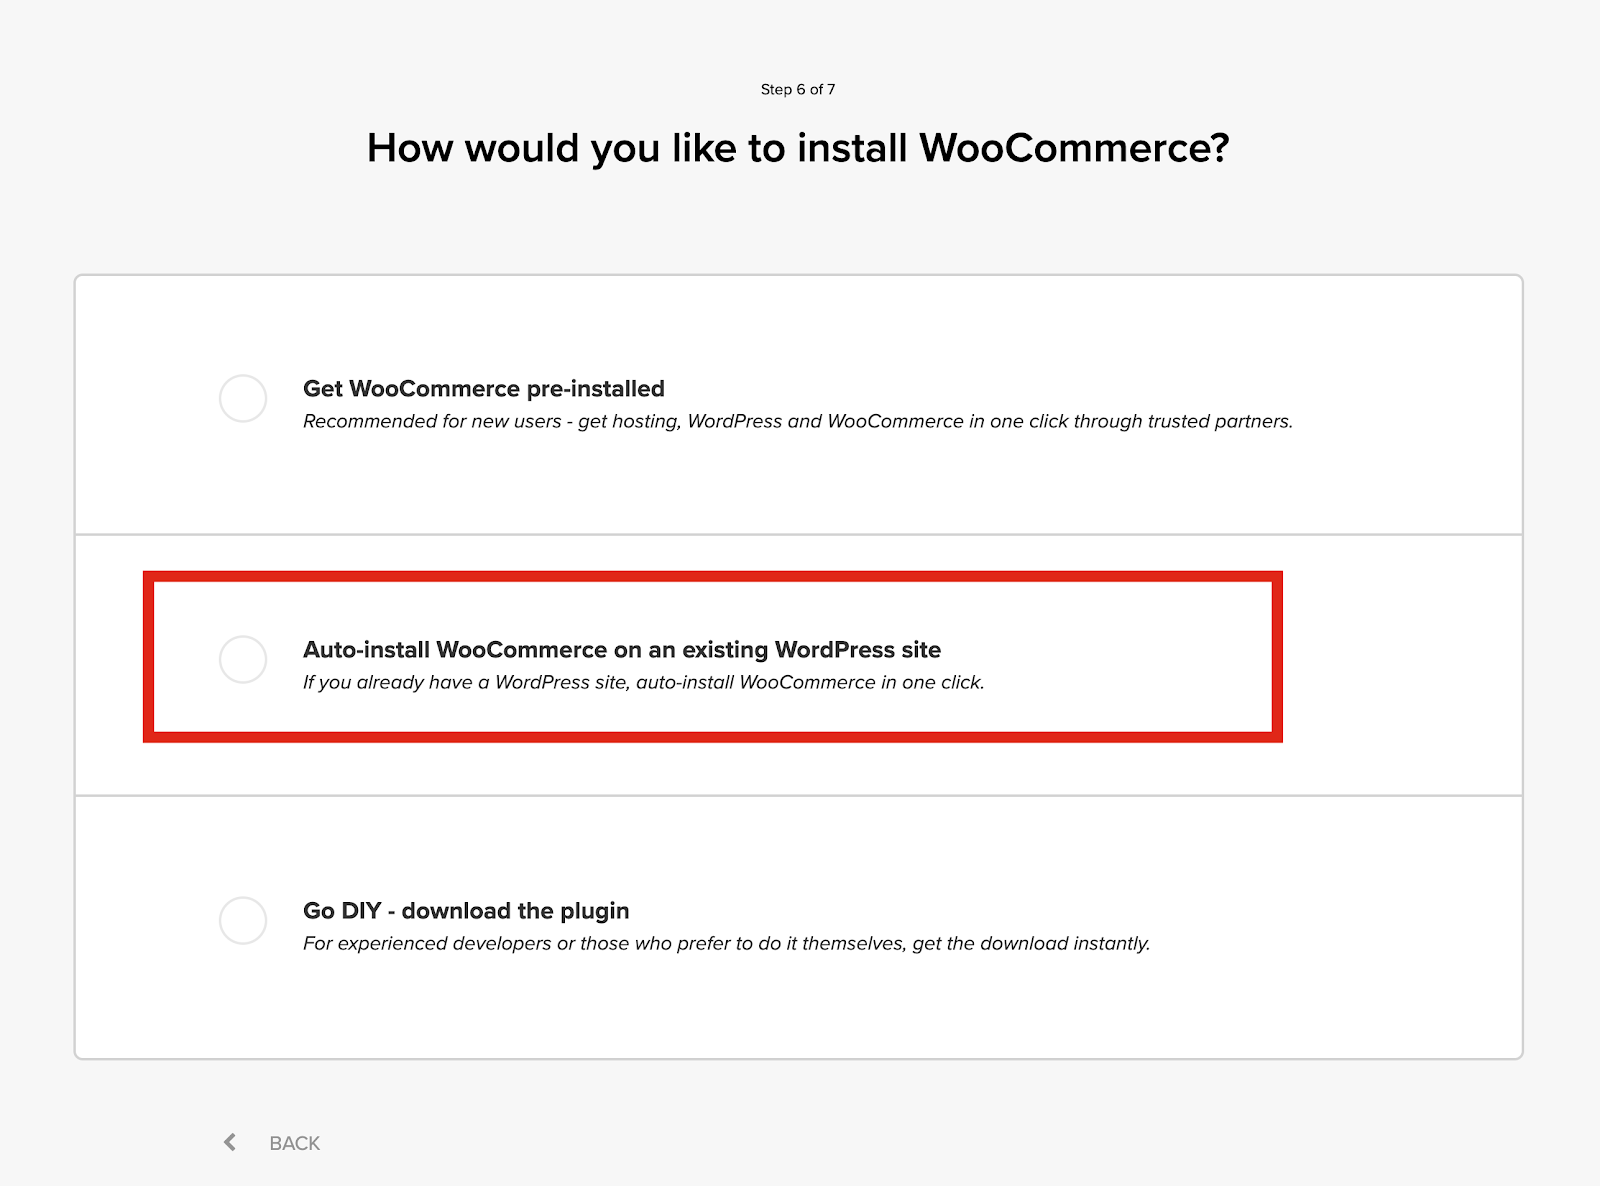 Step 6 of 7
How would you like to install WooCommerce?
Get WooCommerce pre-installed
Recommended for new users - get hosting, WordPress and WooCommerce in one click through trusted partners.
Auto-install WooCommerce on an existing WordPress site
If you already have a WordPress site, auto-install WooCommerce in one click.
Go DIY - download the plugin
For experienced developers or those who prefer to do it themselves, get the download instantly.
BACK